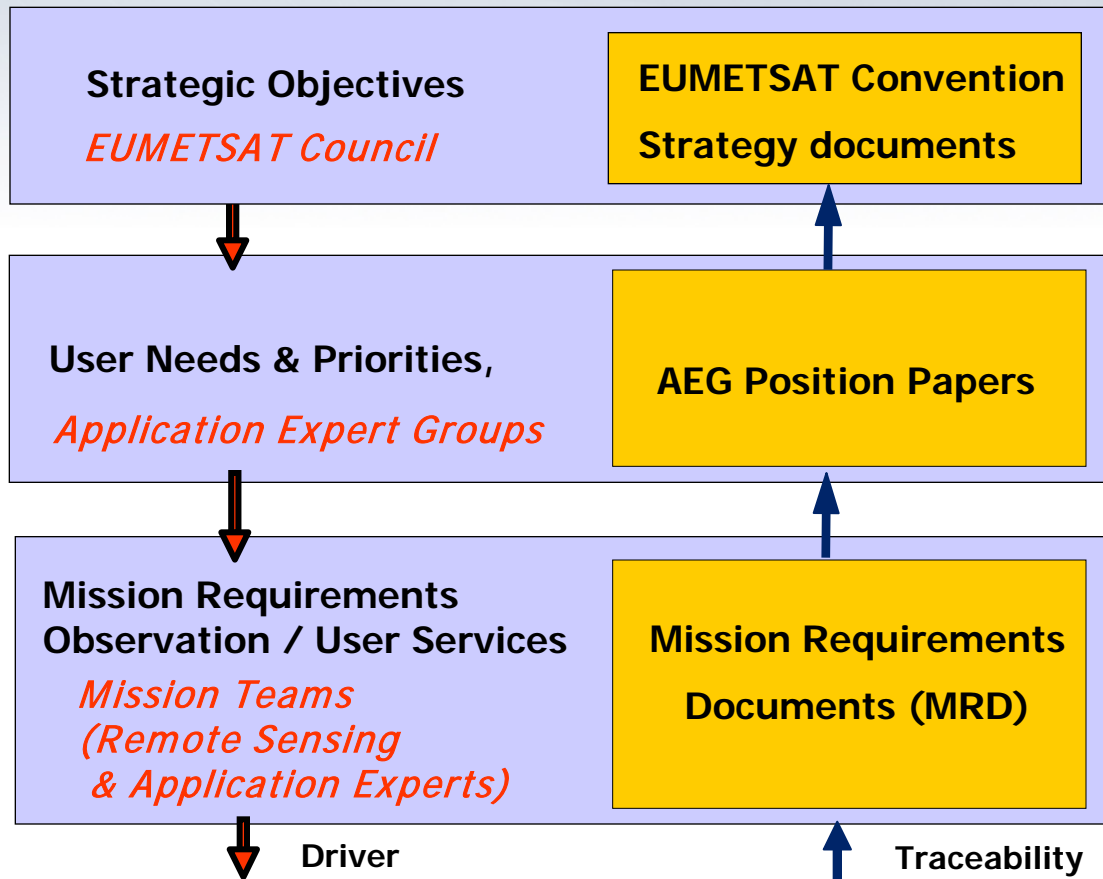 Strategic Objectives
EUMETSAT Council
EUMETSAT Convention
Strategy documents
User Needs & Priorities,
Application Expert Groups
AEG Position Papers
Mission Requirements
Observation / User Services
Mission Teams
(Remote Sensing
& Application Experts)
Mission Requirements
Documents (MRD)
Driver
Traceability